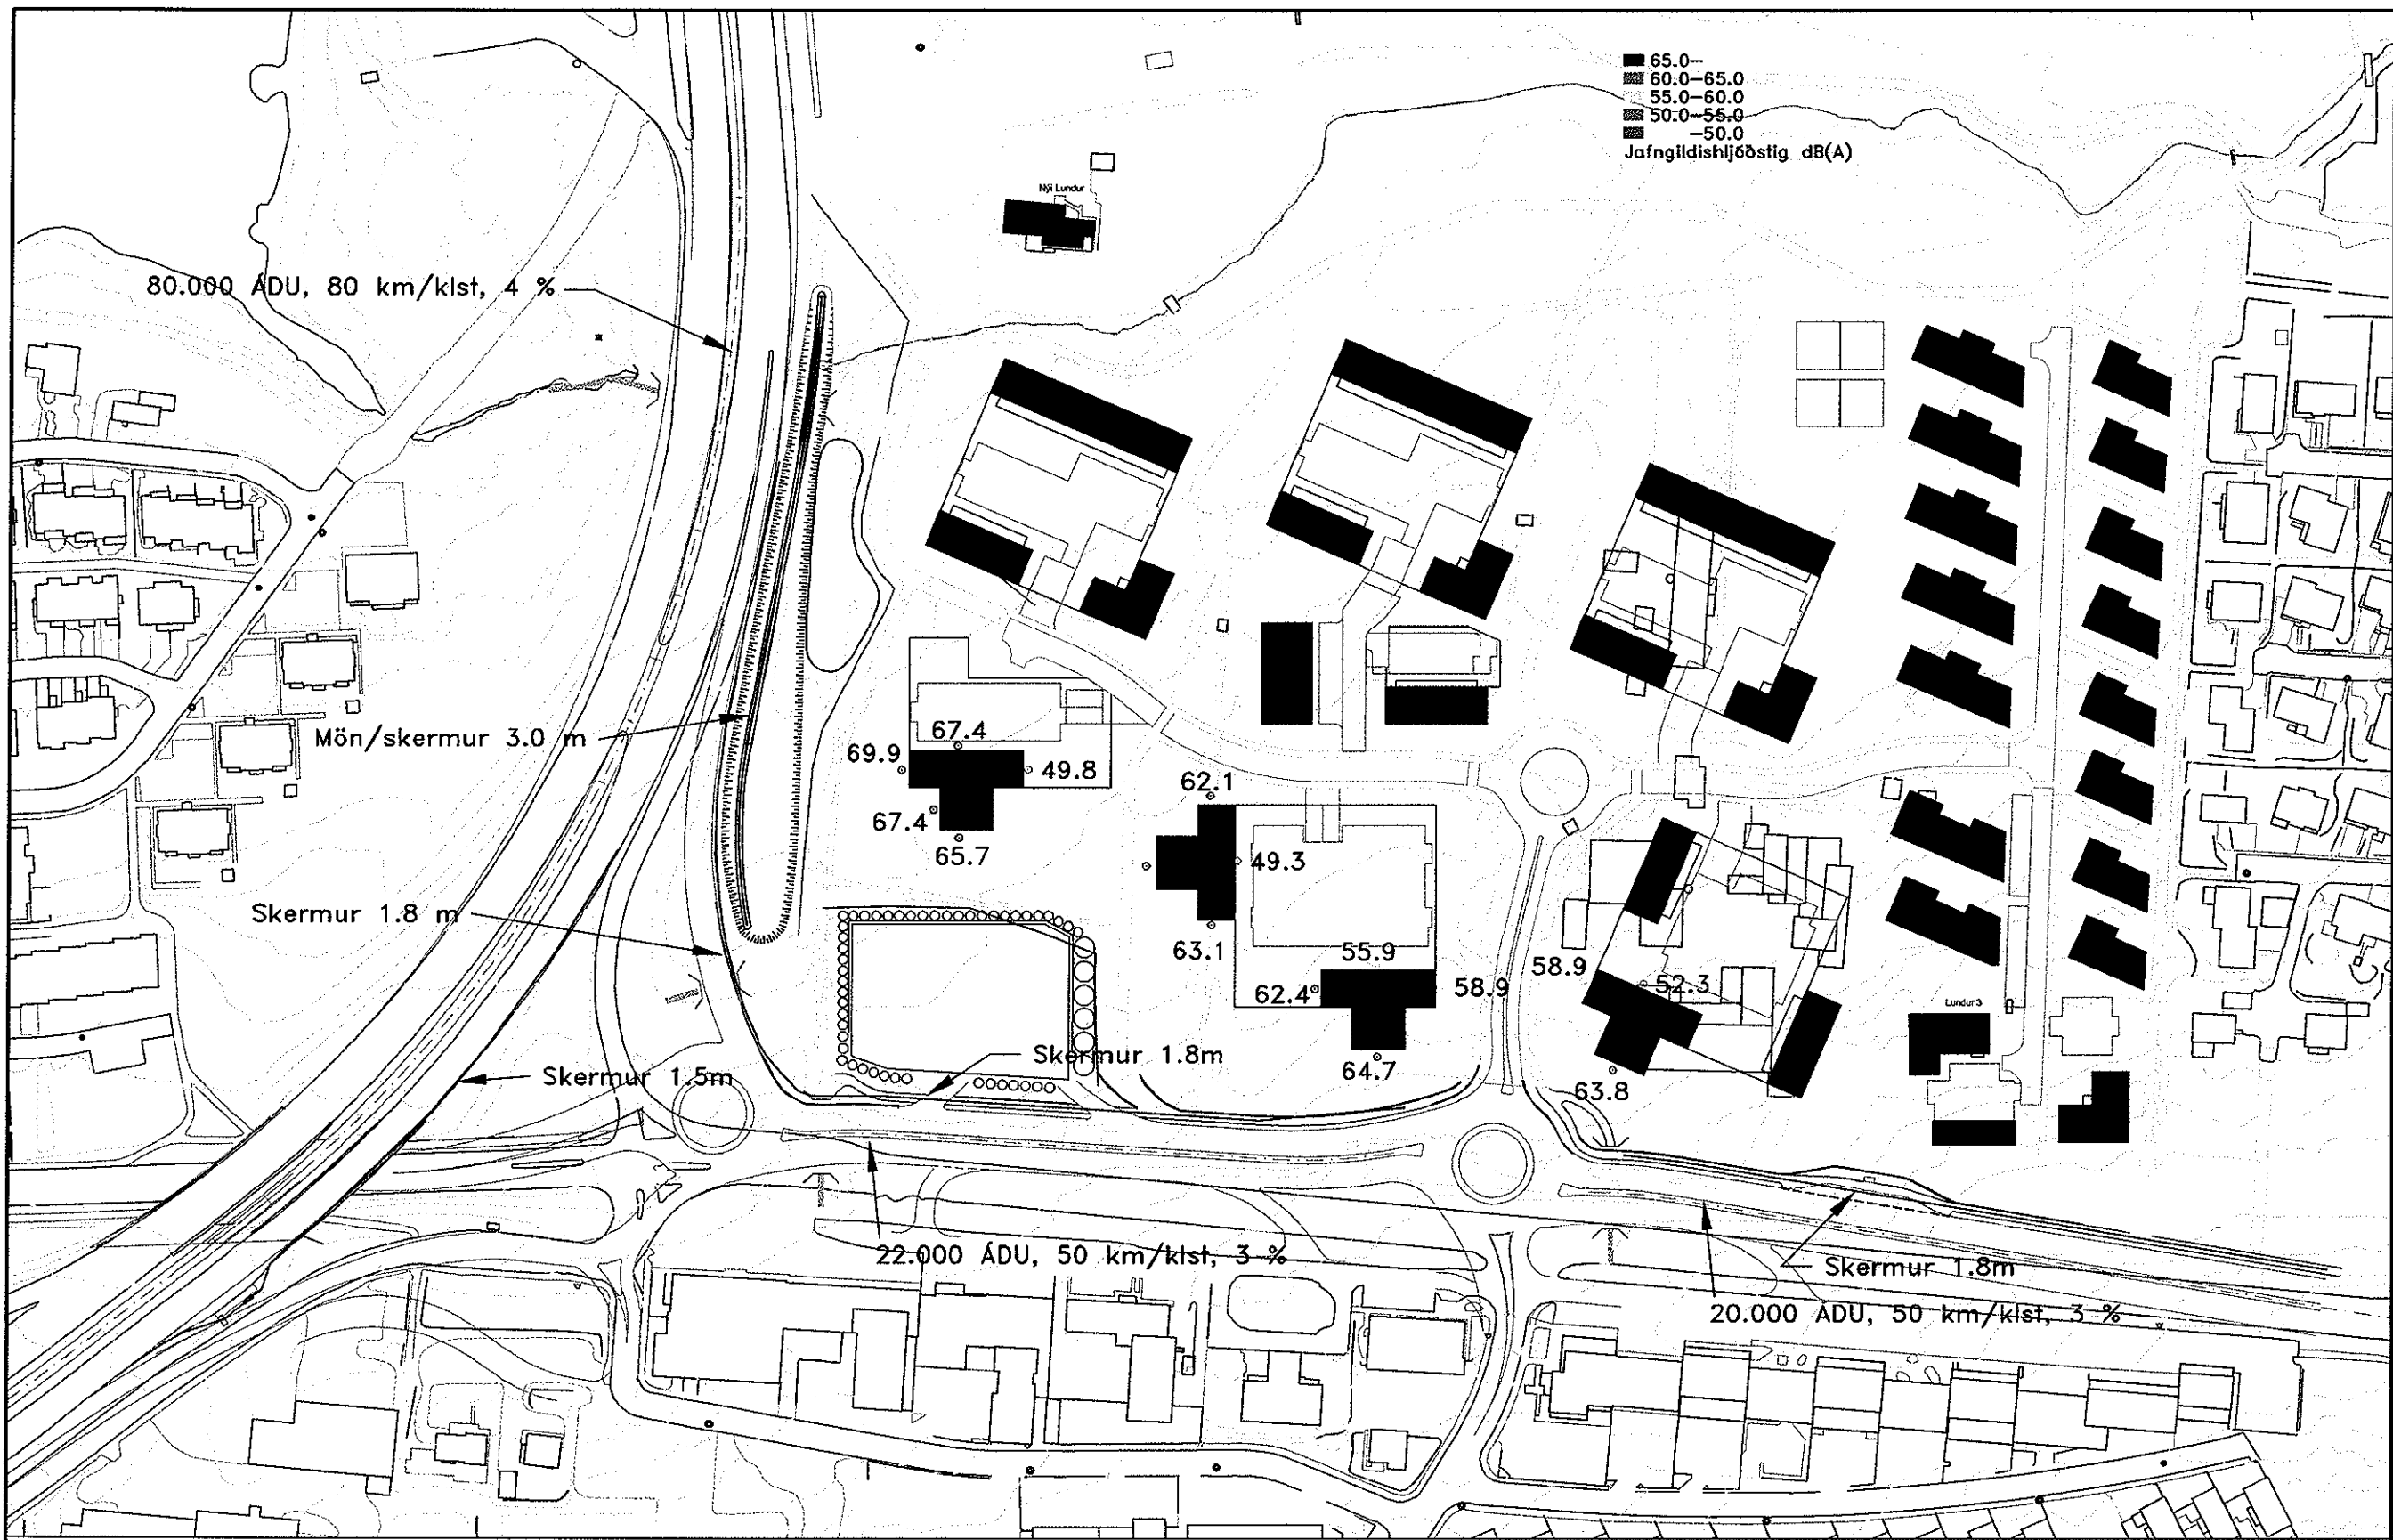 65.0–
60.0–65.0
55.0–60.0
50.0–55.0
–50.0
Jafngildishljóðstig dB(A)
Nýi Lundur
80.000 ÁDU, 80 km/klst, 4 %
Mön/skermur 3.0 m
67.4
69.9
49.8
67.4
65.7
62.1
49.3
63.1
55.9
62.4
58.9
64.7
58.9
52.3
63.8
Lundur 3
Skermur 1.8 m
Skermur 1.8m
Skermur 1.5m
22.000 ÁDU, 50 km/klst, 3 %
Skermur 1.8m
20.000 ÁDU, 50 km/klst, 3 %